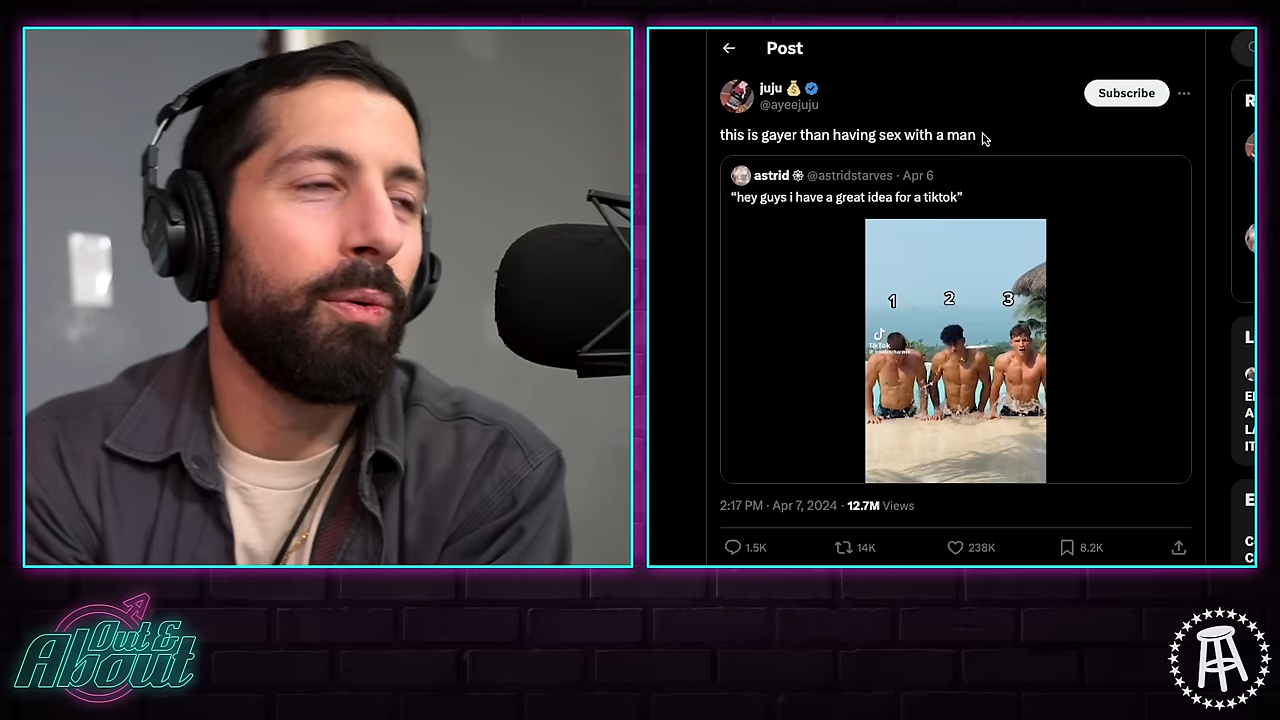 Post
juju
@ayeejuju
Subscribe
this is gayer than having sex with a man
astrid @astridstarves · Apr 6
“hey guys i have a great idea for a tiktok”
1
2
3
TikTok
2:17 PM · Apr 7, 2024 · 12.7M Views
1.5K
14K
238K
8.2K
Out &
About